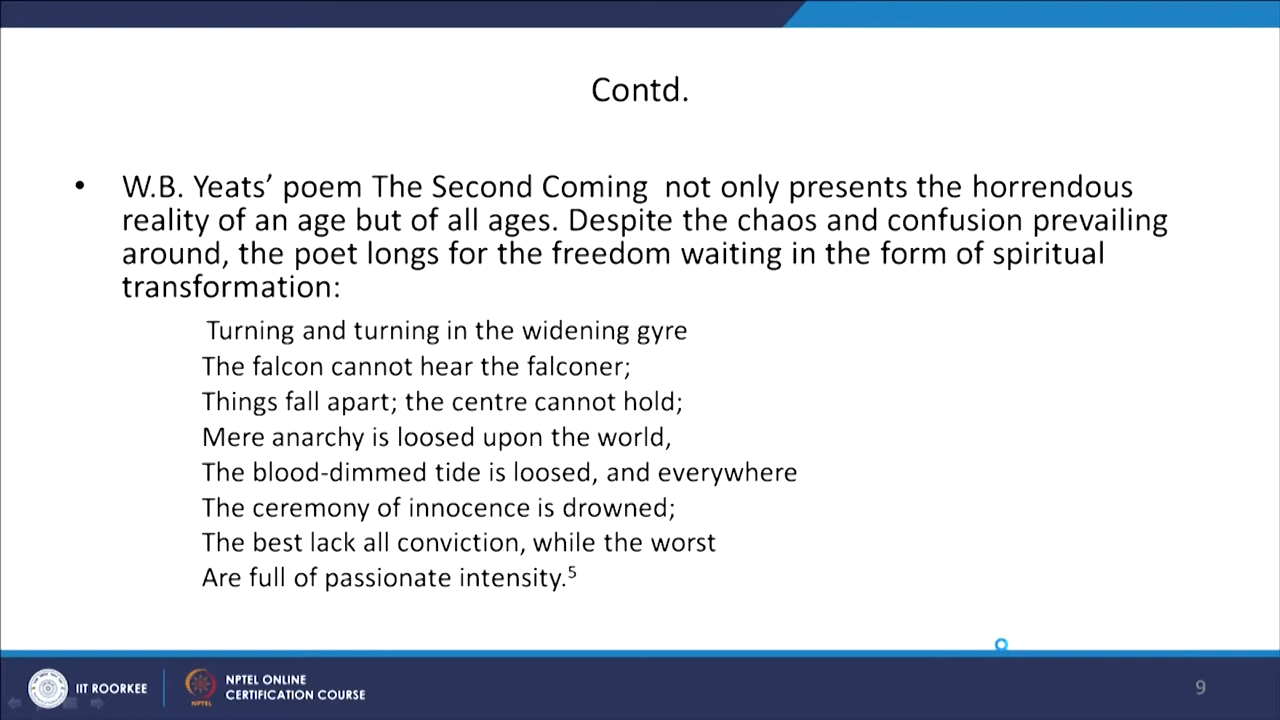 Contd.
• W.B. Yeats’ poem The Second Coming not only presents the horrendous
reality of an age but of all ages. Despite the chaos and confusion prevailing
around, the poet longs for the freedom waiting in the form of spiritual
transformation:
Turning and turning in the widening gyre
The falcon cannot hear the falconer;
Things fall apart; the centre cannot hold;
Mere anarchy is loosed upon the world,
The blood-dimmed tide is loosed, and everywhere
The ceremony of innocence is drowned;
The best lack all conviction, while the worst
Are full of passionate intensity.⁵
IIT ROORKEE
NPTEL
NPTEL ONLINE
CERTIFICATION COURSE
9